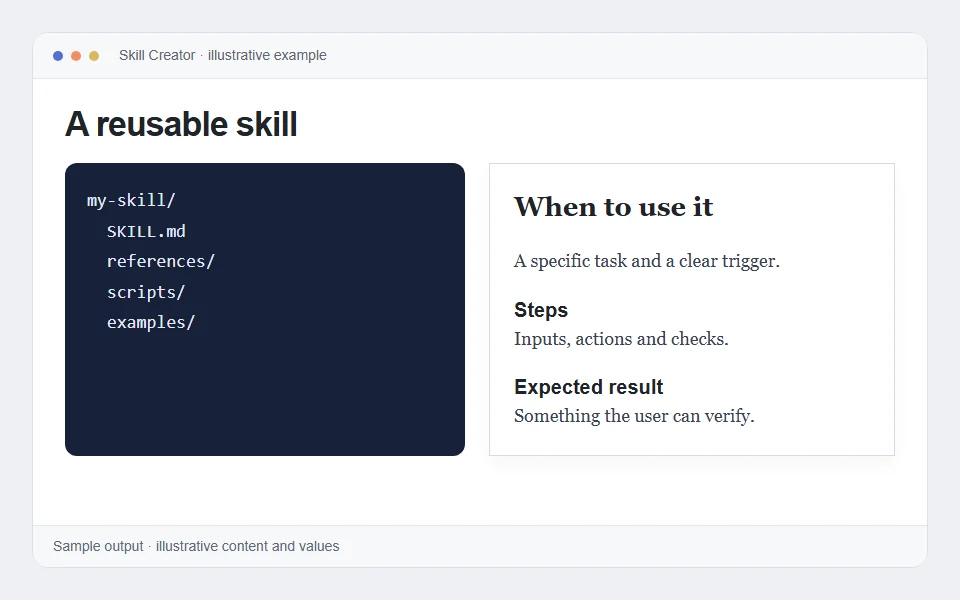 Skill Creator · illustrative example
A reusable skill
my-skill/
SKILL.md
references/
scripts/
examples/
When to use it
A specific task and a clear trigger.
Steps
Inputs, actions and checks.
Expected result
Something the user can verify.
Sample output · illustrative content and values